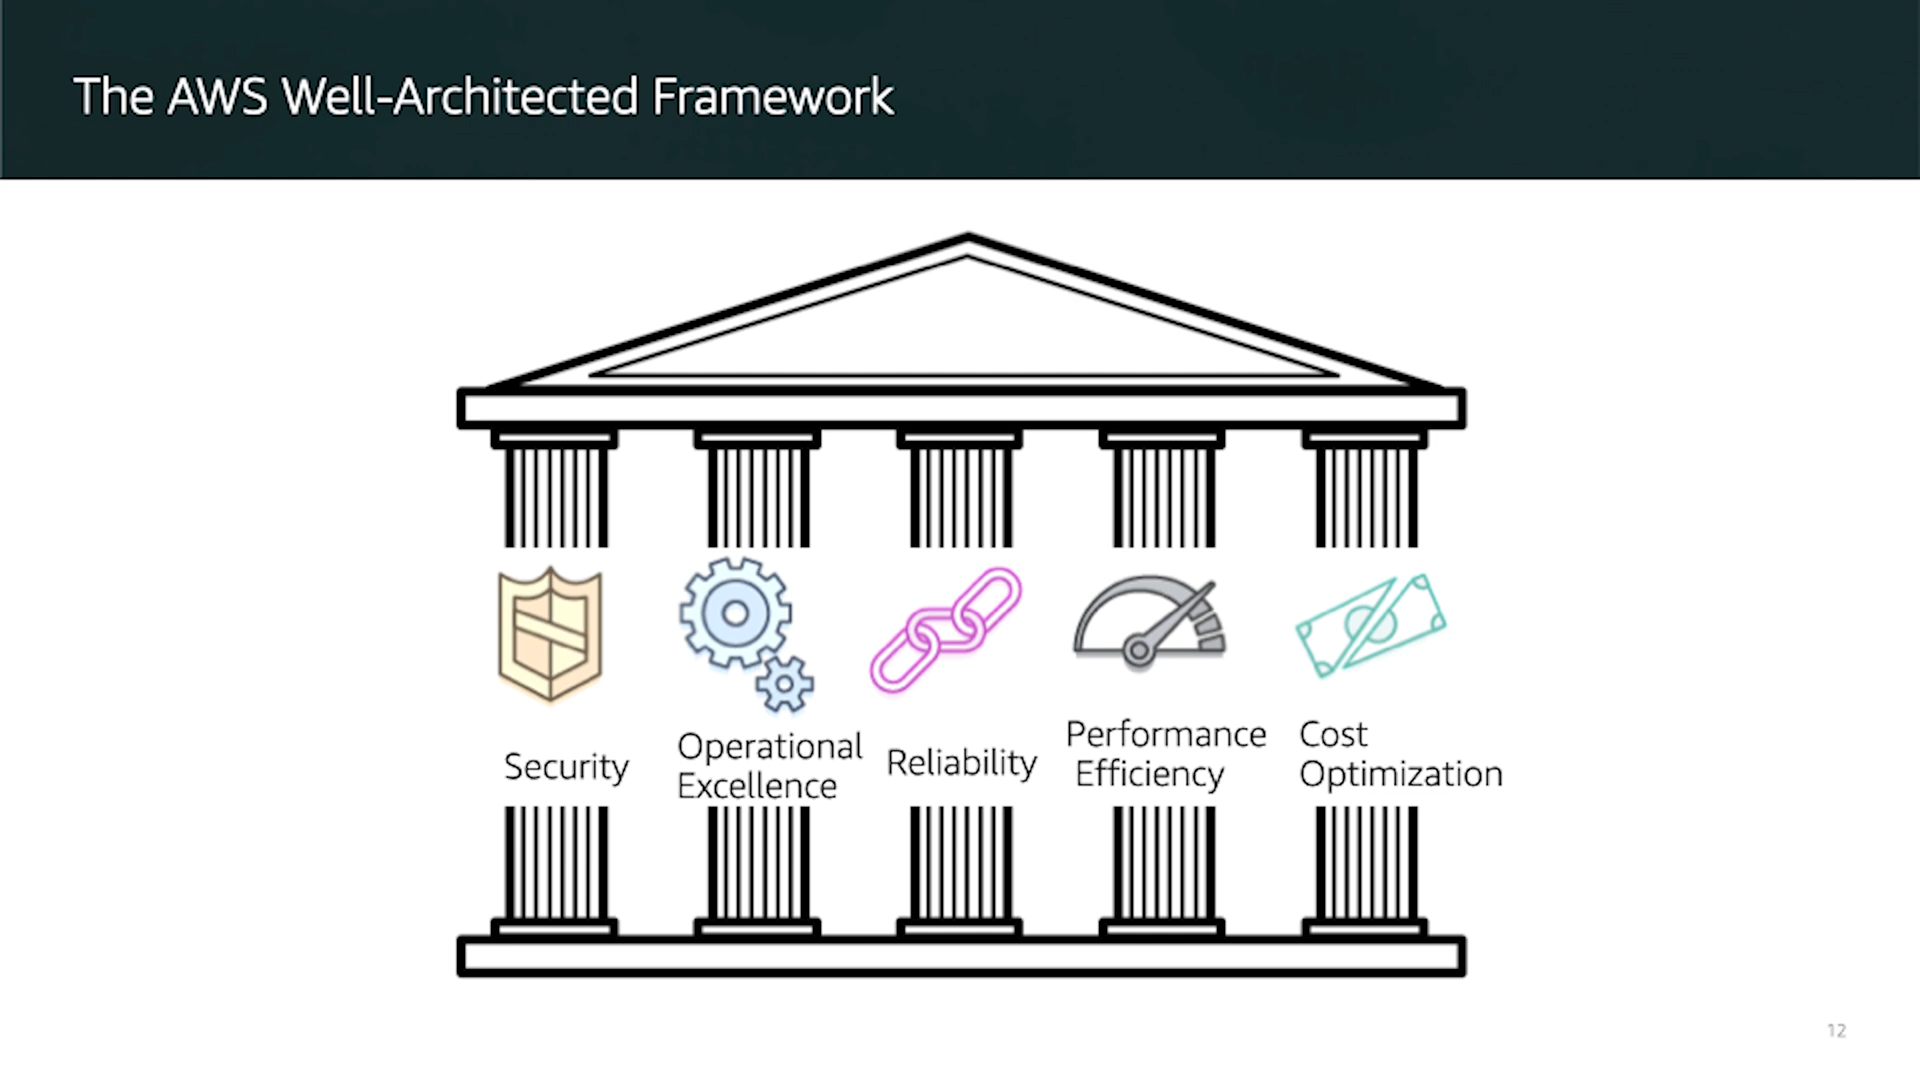 The AWS Well-Architected Framework
Security
Operational
Excellence
Reliability
Performance
Efficiency
Cost
Optimization
12